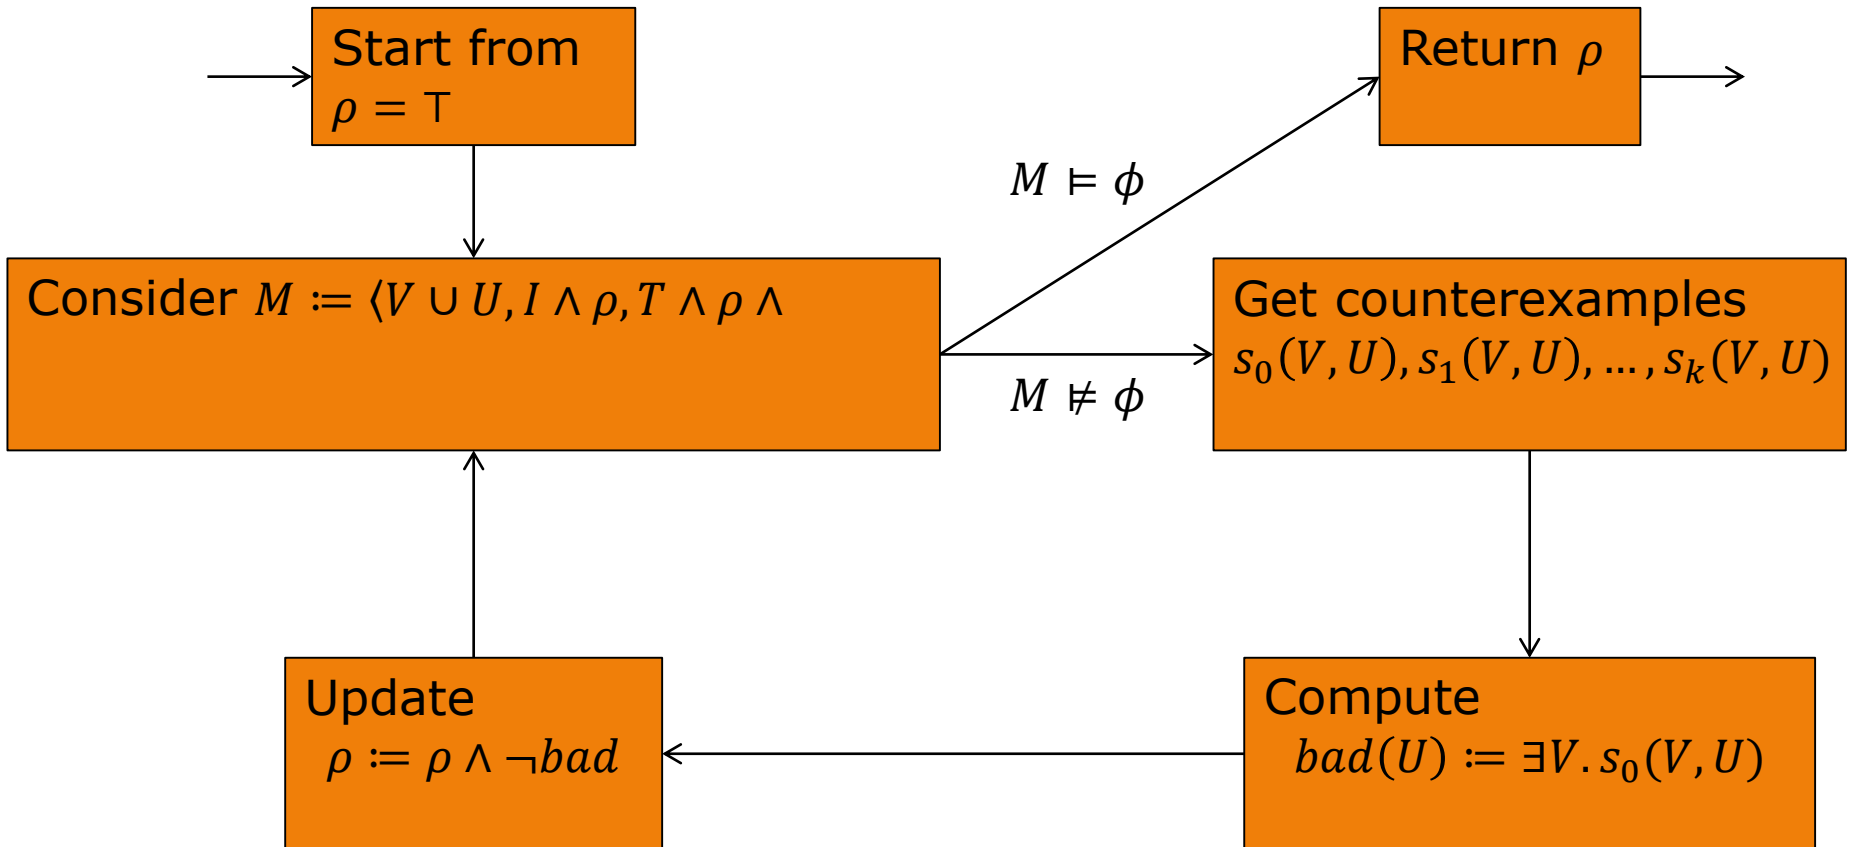 Start from
ρ = ⊤
Return ρ
M ⊨ ϕ
Consider M ≔ ⟨V ∪ U, I ∧ ρ, T ∧ ρ ∧
Get counterexamples
s₀(V, U), s₁(V, U), … , sₖ(V, U)
M ⊭ ϕ
Update
ρ ≔ ρ ∧ ¬bad
Compute
bad(U) ≔ ∃V. s₀(V, U)